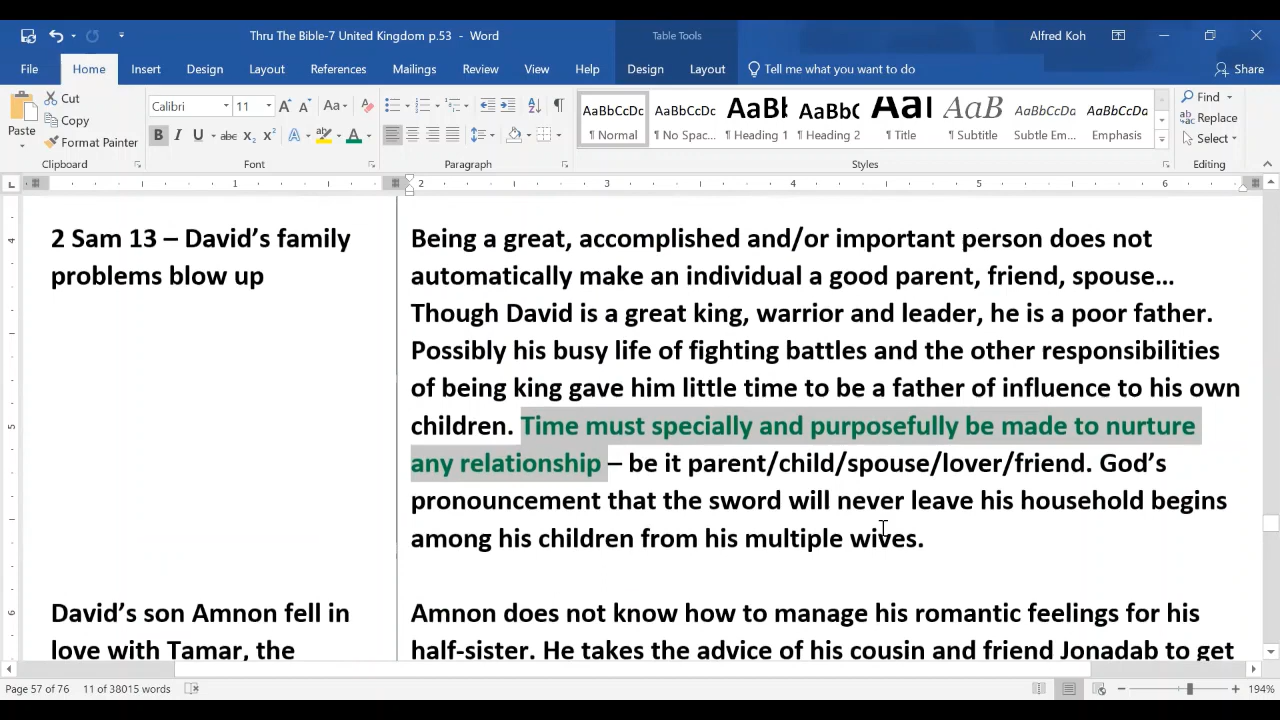 Thru The Bible-7 United Kingdom p.53 - Word
Table Tools
Alfred Koh
File
Home
Insert
Design
Layout
References
Mailings
Review
View
Help
Design
Layout
Tell me what you want to do
Share
Paste
Cut
Copy
Format Painter
Clipboard
Calibri
11
Font
Paragraph
AaBbCcDc
¶ Normal
AaBbCcDc
¶ No Spac...
AaBb
¶ Heading 1
AaBbC
¶ Heading 2
AaI
¶ Title
AaB
¶ Subtitle
AaBbCcDc
Subtle Em...
AaBbCcDc
Emphasis
Styles
Find
Replace
Select
Editing
1 2 3 4 5 6
2 Sam 13 – David’s family
problems blow up
Being a great, accomplished and/or important person does not
automatically make an individual a good parent, friend, spouse…
Though David is a great king, warrior and leader, he is a poor father.
Possibly his busy life of fighting battles and the other responsibilities
of being king gave him little time to be a father of influence to his own
children. Time must specially and purposefully be made to nurture
any relationship – be it parent/child/spouse/lover/friend. God’s
pronouncement that the sword will never leave his household begins
among his children from his multiple wives.
David’s son Amnon fell in
love with Tamar, the
Amnon does not know how to manage his romantic feelings for his
half-sister. He takes the advice of his cousin and friend Jonadab to get
Page 57 of 76
11 of 38015 words
194%